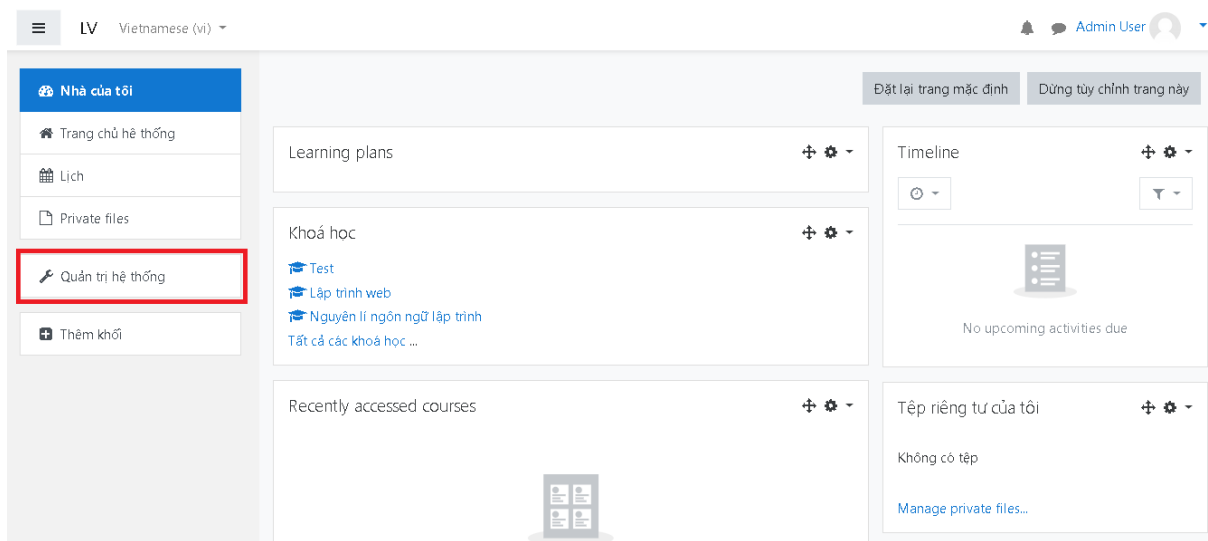 LV Vietnamese (vi)
Admin User
Nhà của tôi
Trang chủ hệ thống
Lịch
Private files
Quản trị hệ thống
Thêm khối
Đặt lại trang mặc định
Dừng tùy chỉnh trang này
Learning plans
Khoá học
Test
Lập trình web
Nguyên lí ngôn ngữ lập trình
Tất cả các khoá học ...
Recently accessed courses
Timeline
No upcoming activities due
Tệp riêng tư của tôi
Không có tệp
Manage private files...